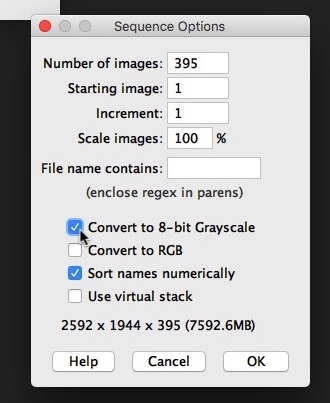 Sequence Options
Number of images: 395
Starting image: 1
Increment: 1
Scale images: 100 %
File name contains:
(enclose regex in parens)
Convert to 8-bit Grayscale
Convert to RGB
Sort names numerically
Use virtual stack
2592 x 1944 x 395 (7592.6MB)
Help Cancel OK